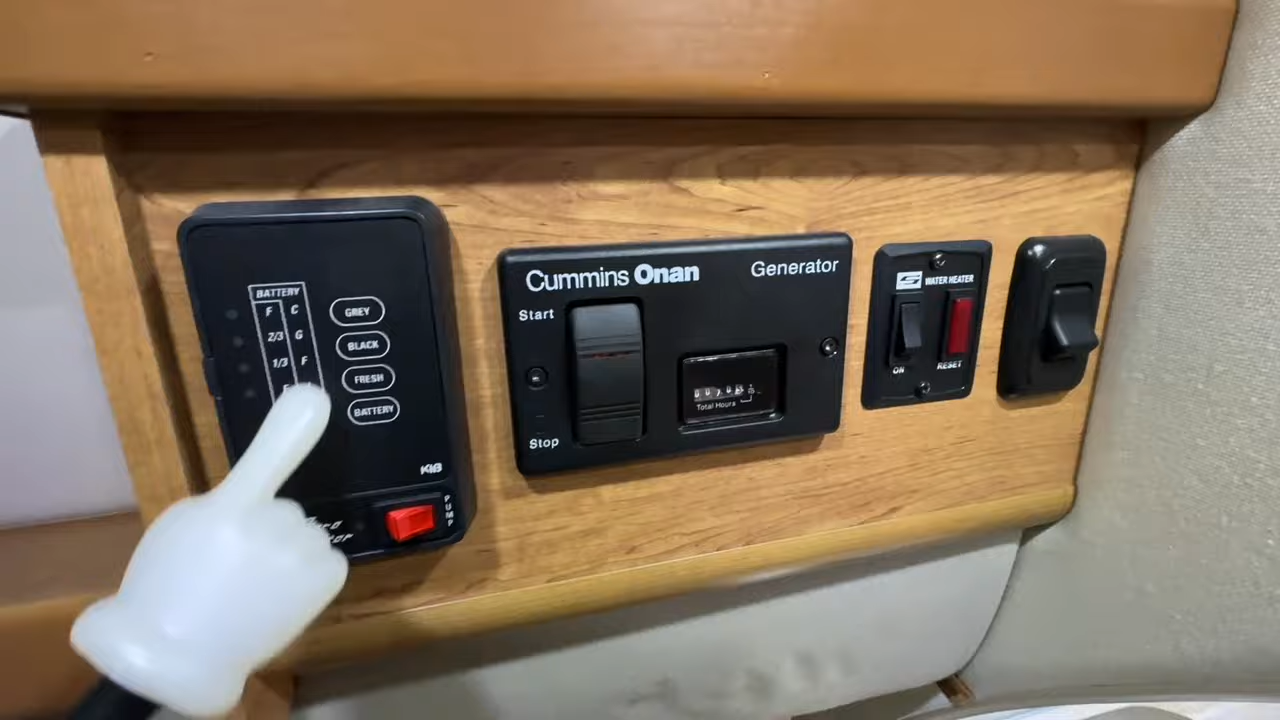 BATTERY
F C
2/3 G
1/3 F
GREY
BLACK
FRESH
BATTERY
KIB
PUMP
Cummins Onan
Generator
Start
Stop
Total Hours
WATER HEATER
ON
RESET